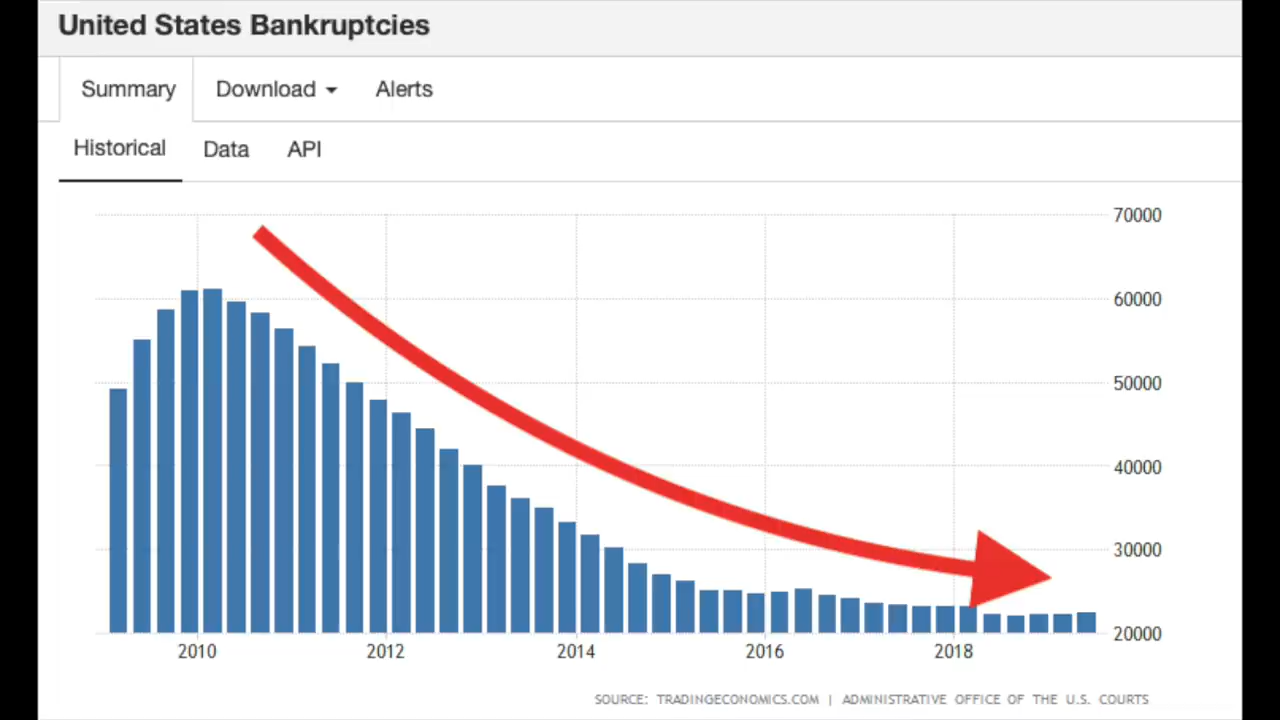 United States Bankruptcies
Summary Download Alerts
Historical Data API
70000
60000
50000
40000
30000
20000
2010 2012 2014 2016 2018
SOURCE: TRADINGECONOMICS.COM | ADMINISTRATIVE OFFICE OF THE U.S. COURTS